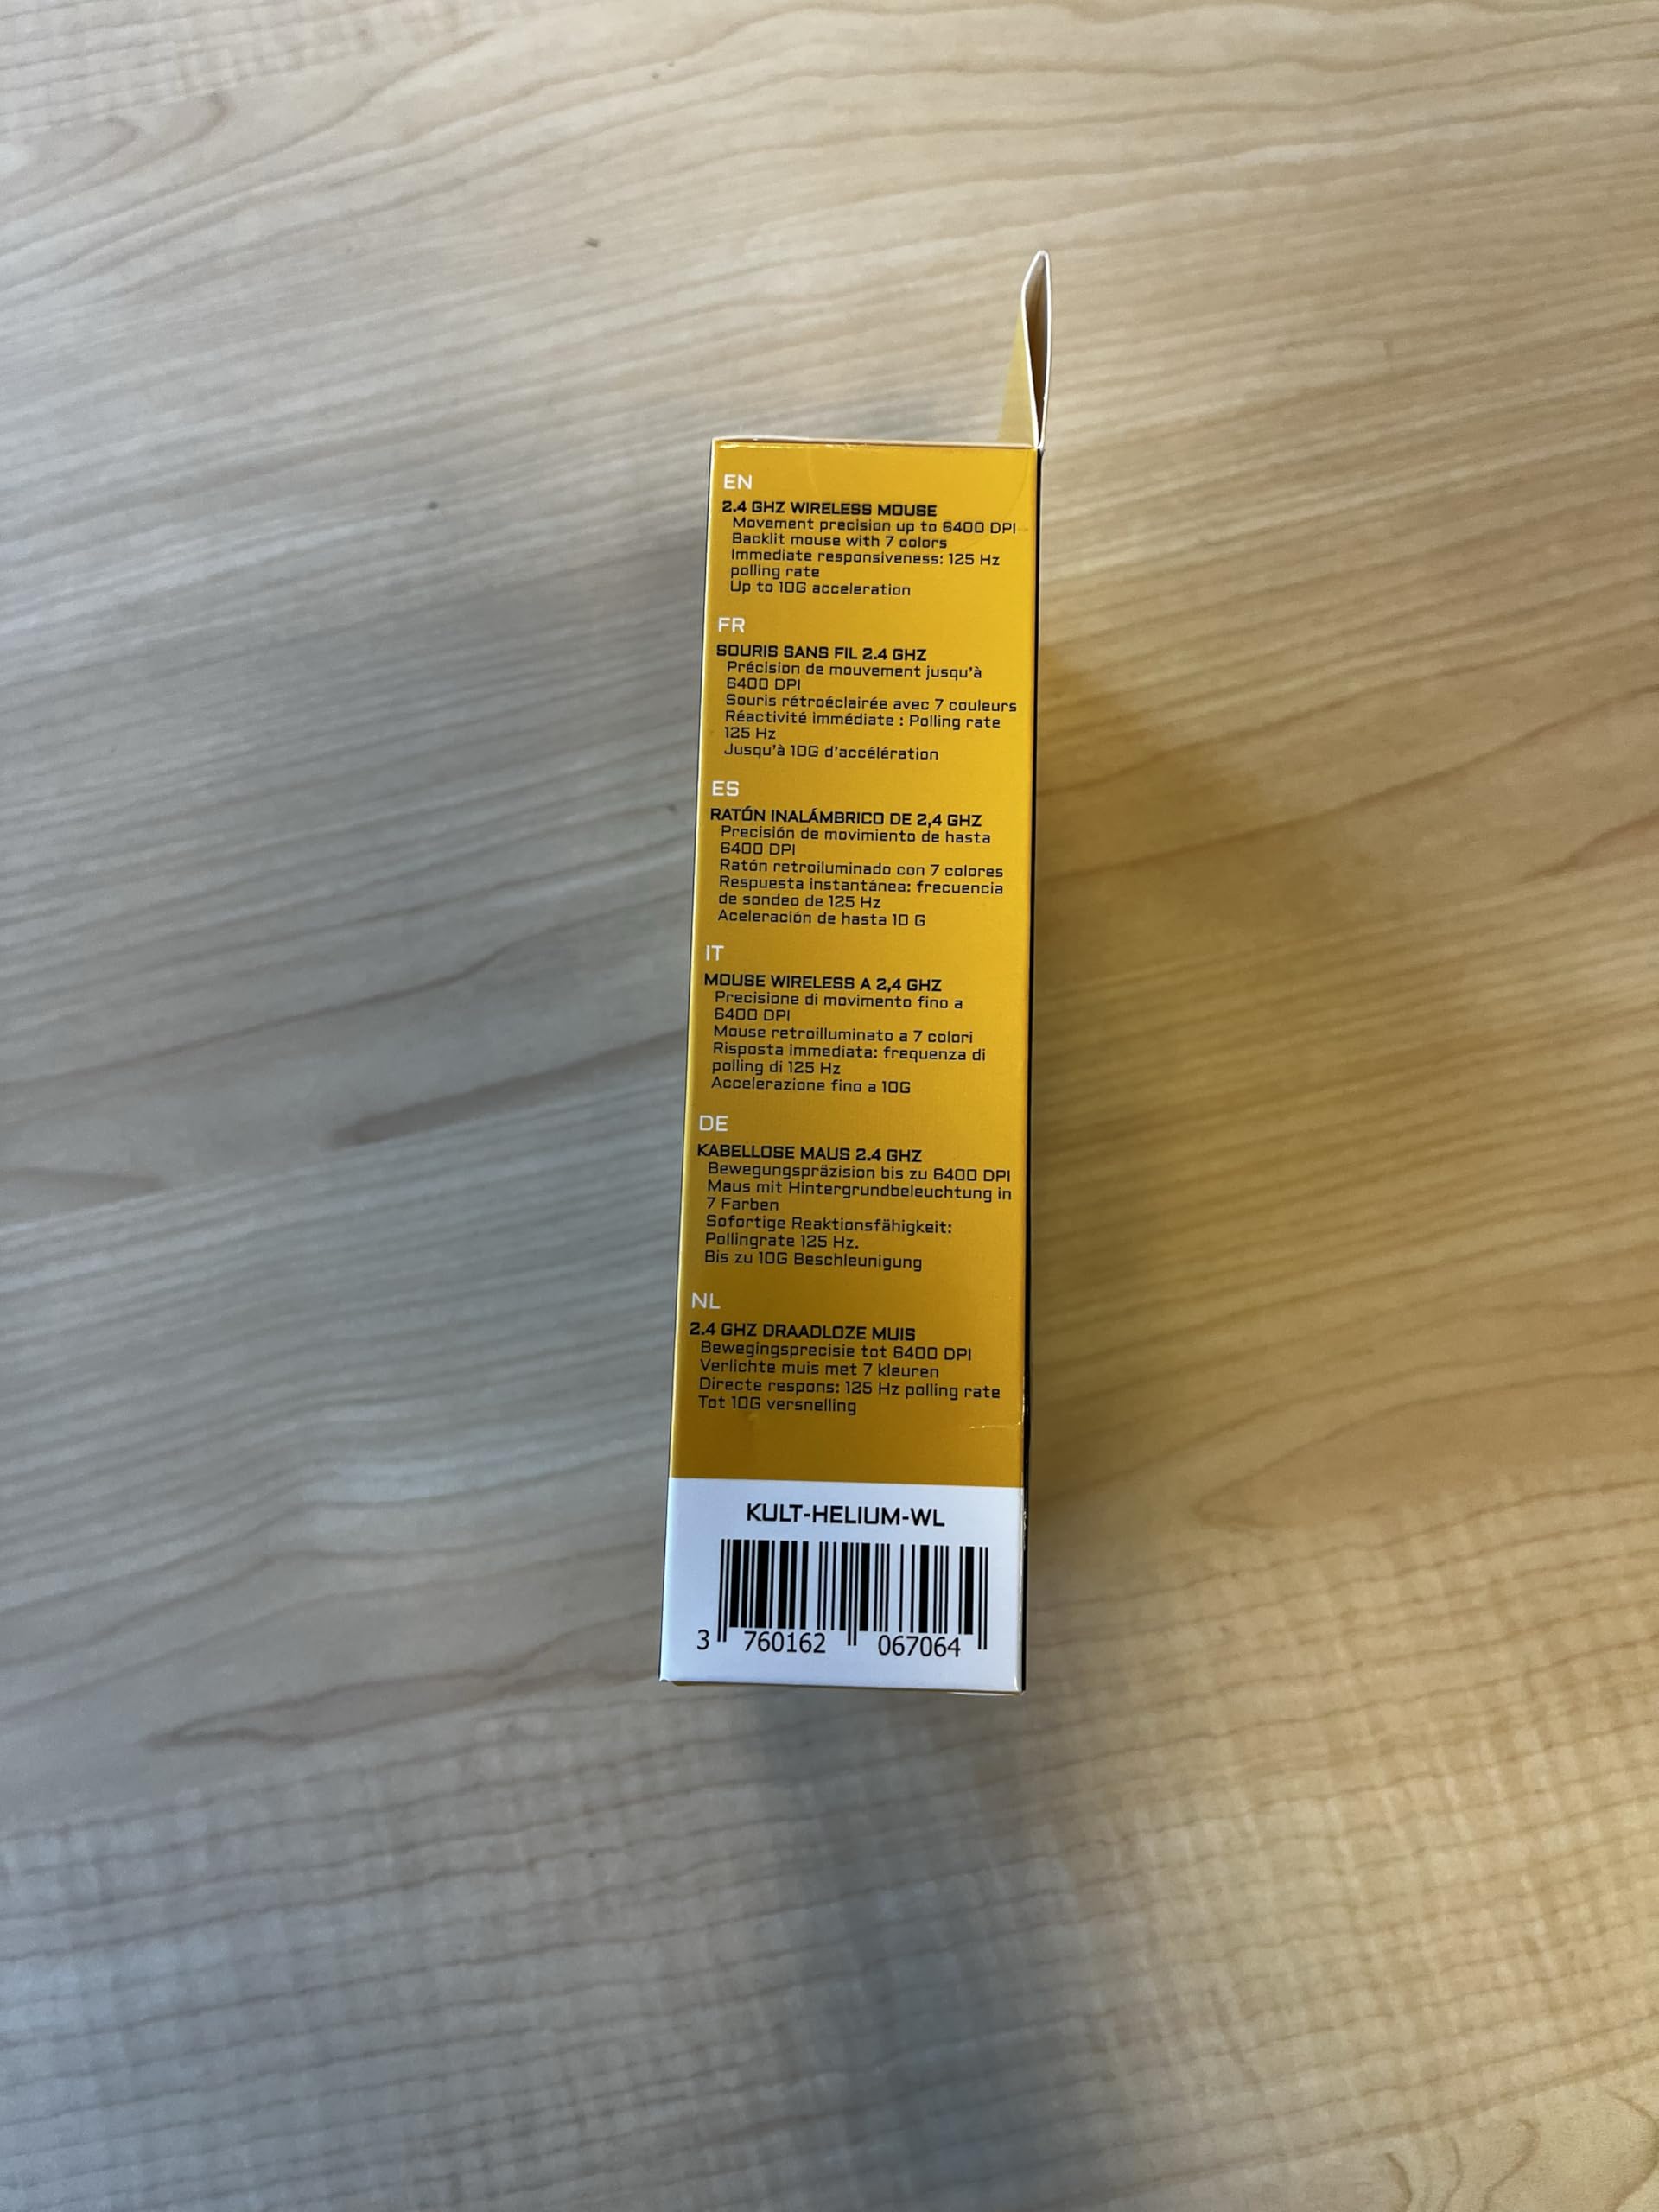 EN
2.4 GHZ WIRELESS MOUSE
Movement precision up to 6400 DPI
Backlit mouse with 7 colors
Immediate responsiveness: 125 Hz
polling rate
Up to 10G acceleration
FR
SOURIS SANS FIL 2.4 GHZ
Précision de mouvement jusqu'à
6400 DPI
Souris rétroéclairée avec 7 couleurs
Réactivité immédiate : Polling rate
125 Hz
Jusqu'à 10G d'accélération
ES
RATÓN INALÁMBRICO DE 2,4 GHZ
Precisión de movimiento de hasta
6400 DPI
Ratón retroiluminado con 7 colores
Respuesta instantánea: frecuencia
de sondeo de 125 Hz
Aceleración de hasta 10 G
IT
MOUSE WIRELESS A 2,4 GHZ
Precisione di movimento fino a
6400 DPI
Mouse retroilluminato a 7 colori
Risposta immediata: frequenza di
polling di 125 Hz
Accelerazione fino a 10G
DE
KABELLOSE MAUS 2.4 GHZ
Bewegungspräzision bis zu 6400 DPI
Maus mit Hintergrundbeleuchtung in
7 Farben
Sofortige Reaktionsfähigkeit:
Pollingrate 125 Hz.
Bis zu 10G Beschleunigung
NL
2.4 GHZ DRAADLOZE MUIS
Bewegingsprecisie tot 6400 DPI
Verlichte muis met 7 kleuren
Directe respons: 125 Hz polling rate
Tot 10G versnelling
KULT-HELIUM-WL
3 760162 067064